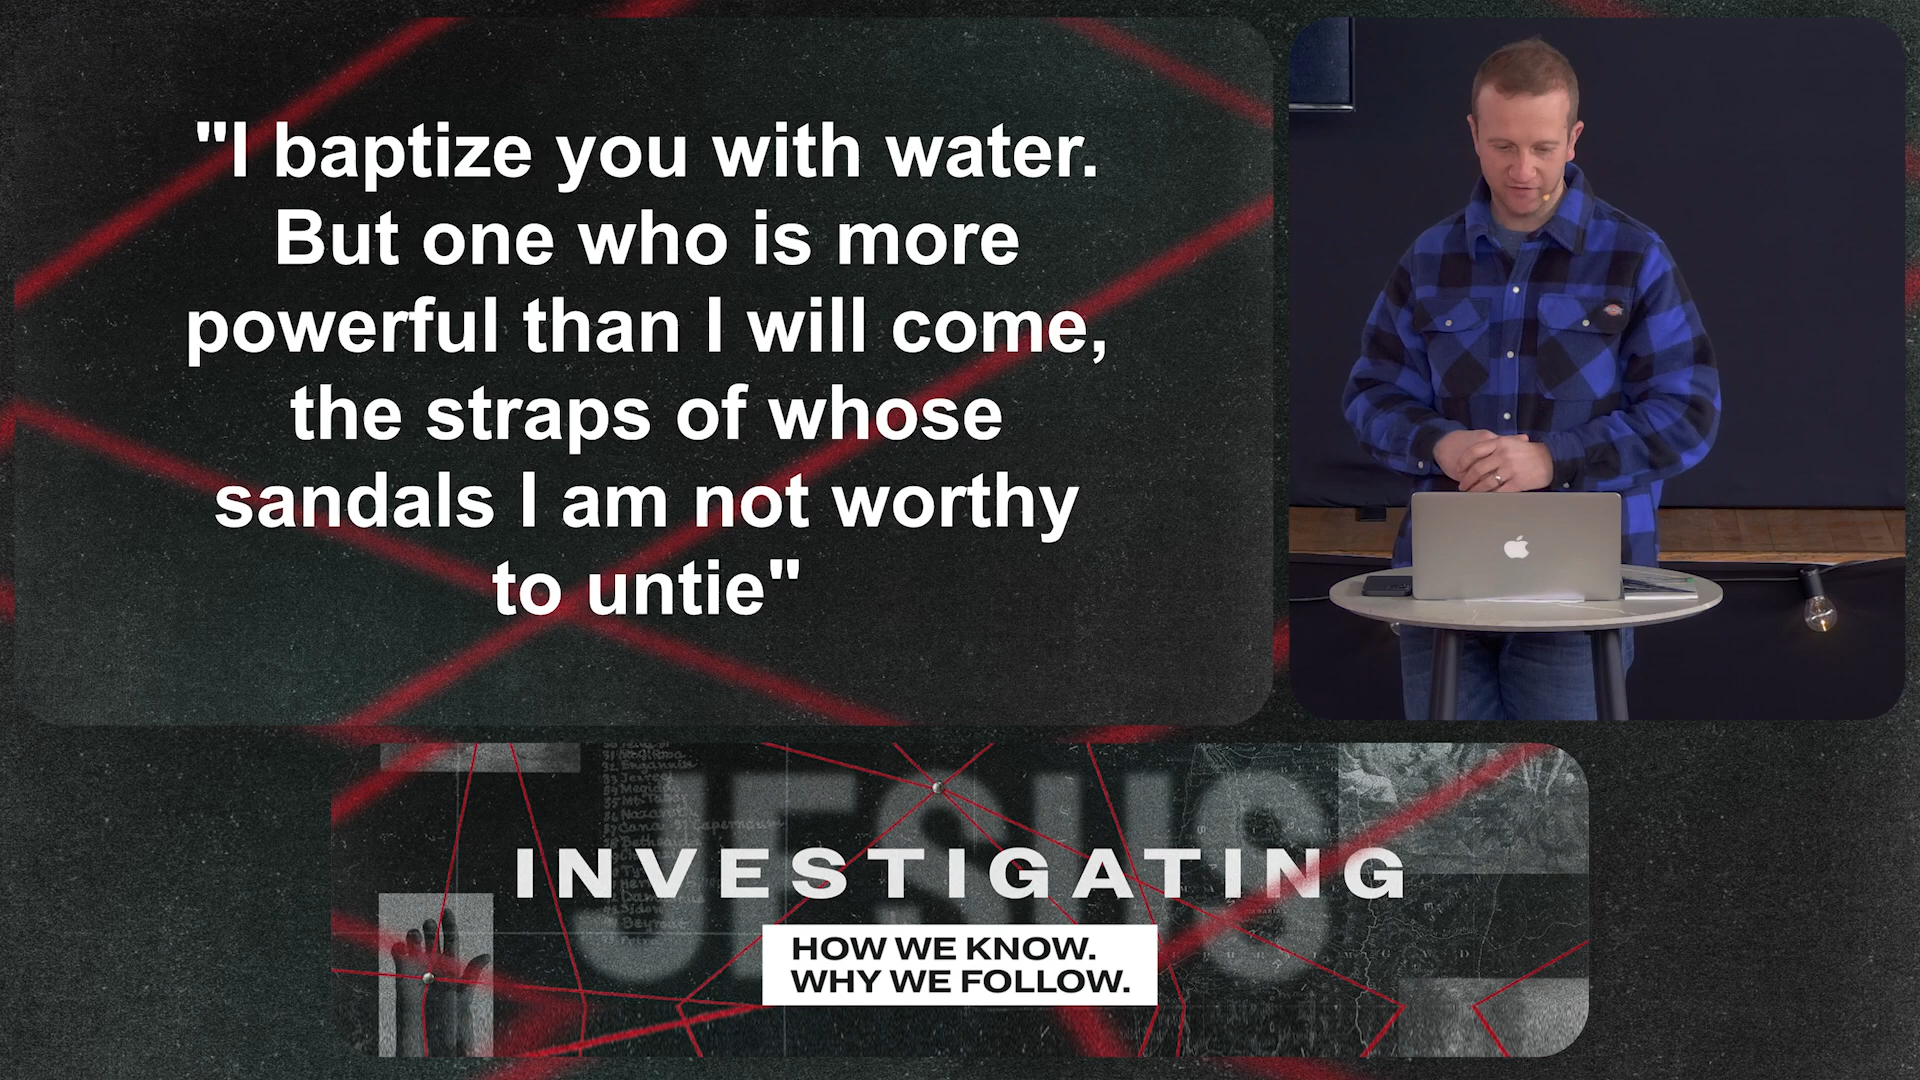 "I baptize you with water.
But one who is more
powerful than I will come,
the straps of whose
sandals I am not worthy
to untie"
JESUS
INVESTIGATING
HOW WE KNOW.
WHY WE FOLLOW.